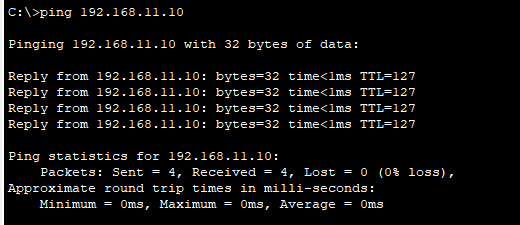 C:\>ping 192.168.11.10
Pinging 192.168.11.10 with 32 bytes of data:
Reply from 192.168.11.10: bytes=32 time<1ms TTL=127
Reply from 192.168.11.10: bytes=32 time<1ms TTL=127
Reply from 192.168.11.10: bytes=32 time<1ms TTL=127
Reply from 192.168.11.10: bytes=32 time<1ms TTL=127
Ping statistics for 192.168.11.10:
    Packets: Sent = 4, Received = 4, Lost = 0 (0% loss),
Approximate round trip times in milli-seconds:
    Minimum = 0ms, Maximum = 0ms, Average = 0ms